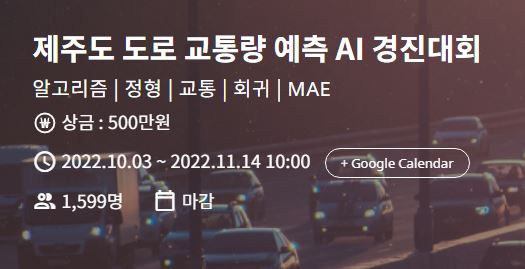 제주도 도로 교통량 예측 AI 경진대회
알고리즘 | 정형 | 교통 | 회귀 | MAE
₩ 상금 : 500만원
2022.10.03 ~ 2022.11.14 10:00 + Google Calendar
1,599명 마감